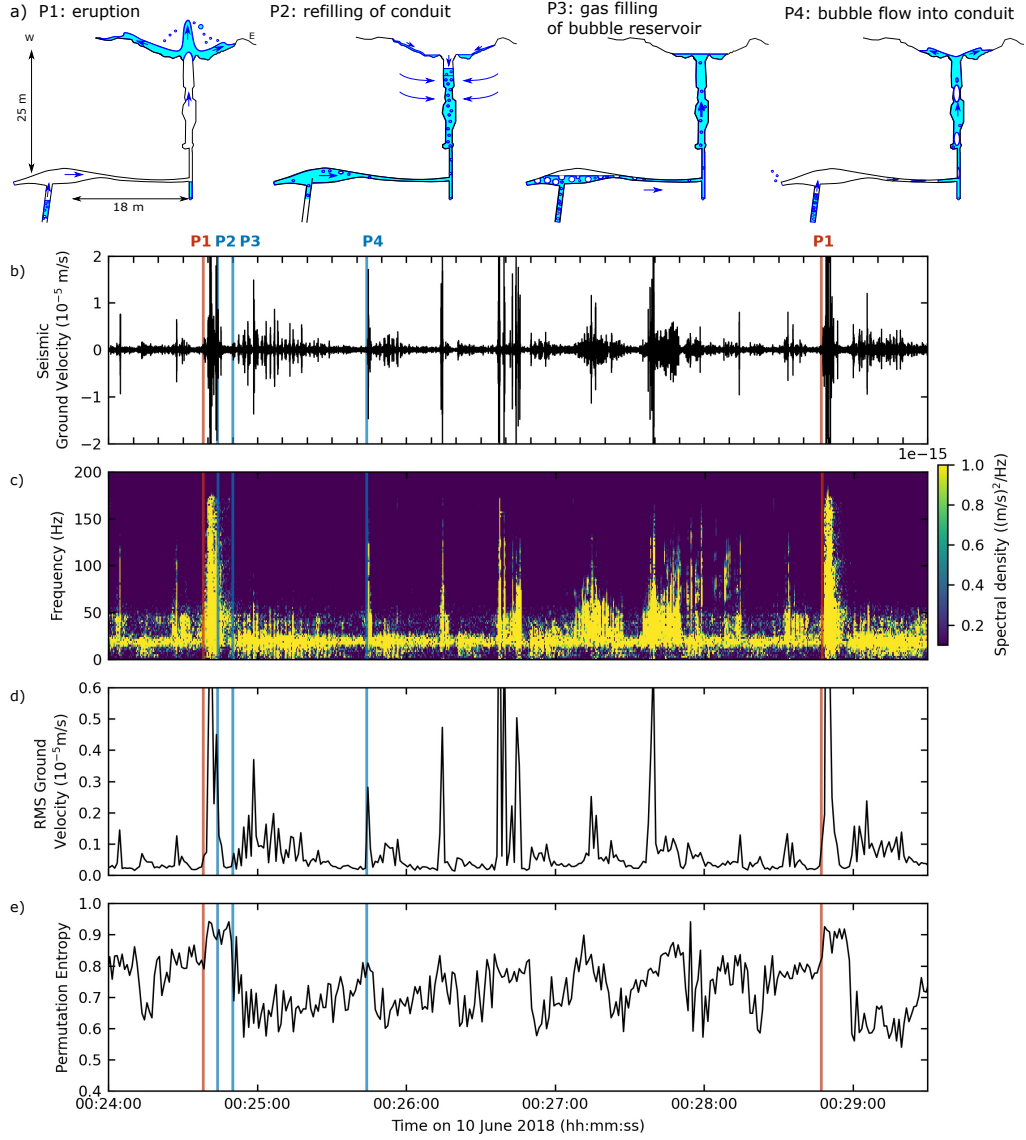 a) P1: eruption
P2: refilling of conduit
P3: gas filling
of bubble reservoir
P4: bubble flow into conduit
W
E
25 m
18 m
P1 P2 P3 P4 P1
b)
Seismic
Ground Velocity (10⁻⁵ m/s)
2
1
0
−1
−2
c)
Frequency (Hz)
200
150
100
50
0
1e−15
1.0
0.8
0.6
0.4
0.2
Spectral density ((m/s)²/Hz)
d)
RMS Ground
Velocity (10⁻⁵m/s)
0.6
0.5
0.4
0.3
0.2
0.1
0.0
e)
Permutation Entropy
1.0
0.9
0.8
0.7
0.6
0.5
0.4
00:24:00 00:25:00 00:26:00 00:27:00 00:28:00 00:29:00
Time on 10 June 2018 (hh:mm:ss)